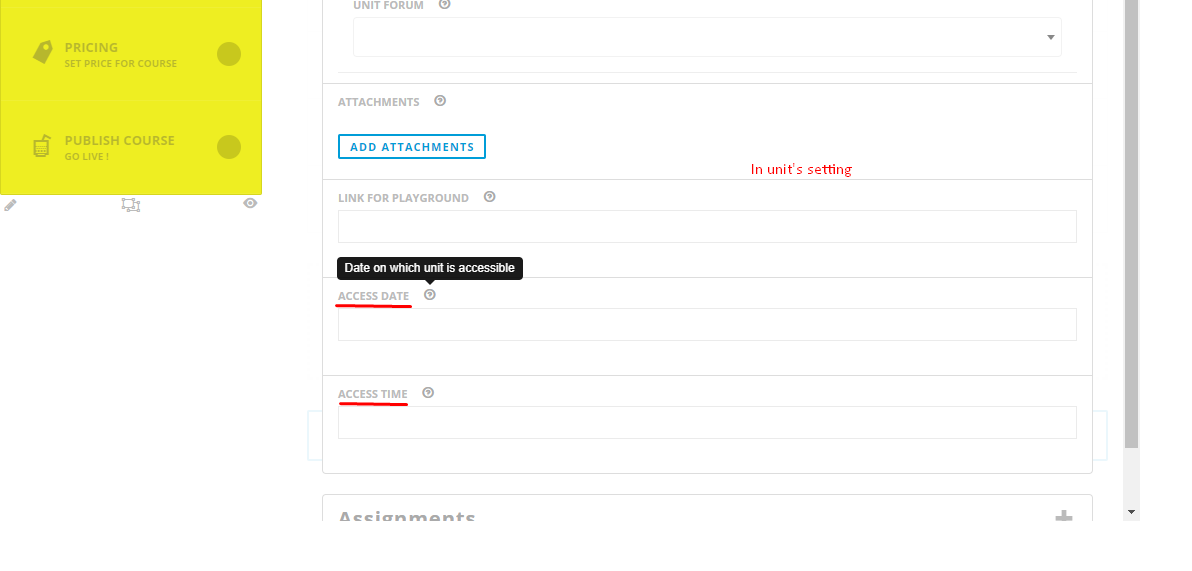 UNIT FORUM
PRICING
SET PRICE FOR COURSE
ATTACHMENTS
PUBLISH COURSE
GO LIVE !
ADD ATTACHMENTS
In unit's setting
LINK FOR PLAYGROUND
Date on which unit is accessible
ACCESS DATE
ACCESS TIME
Assignments